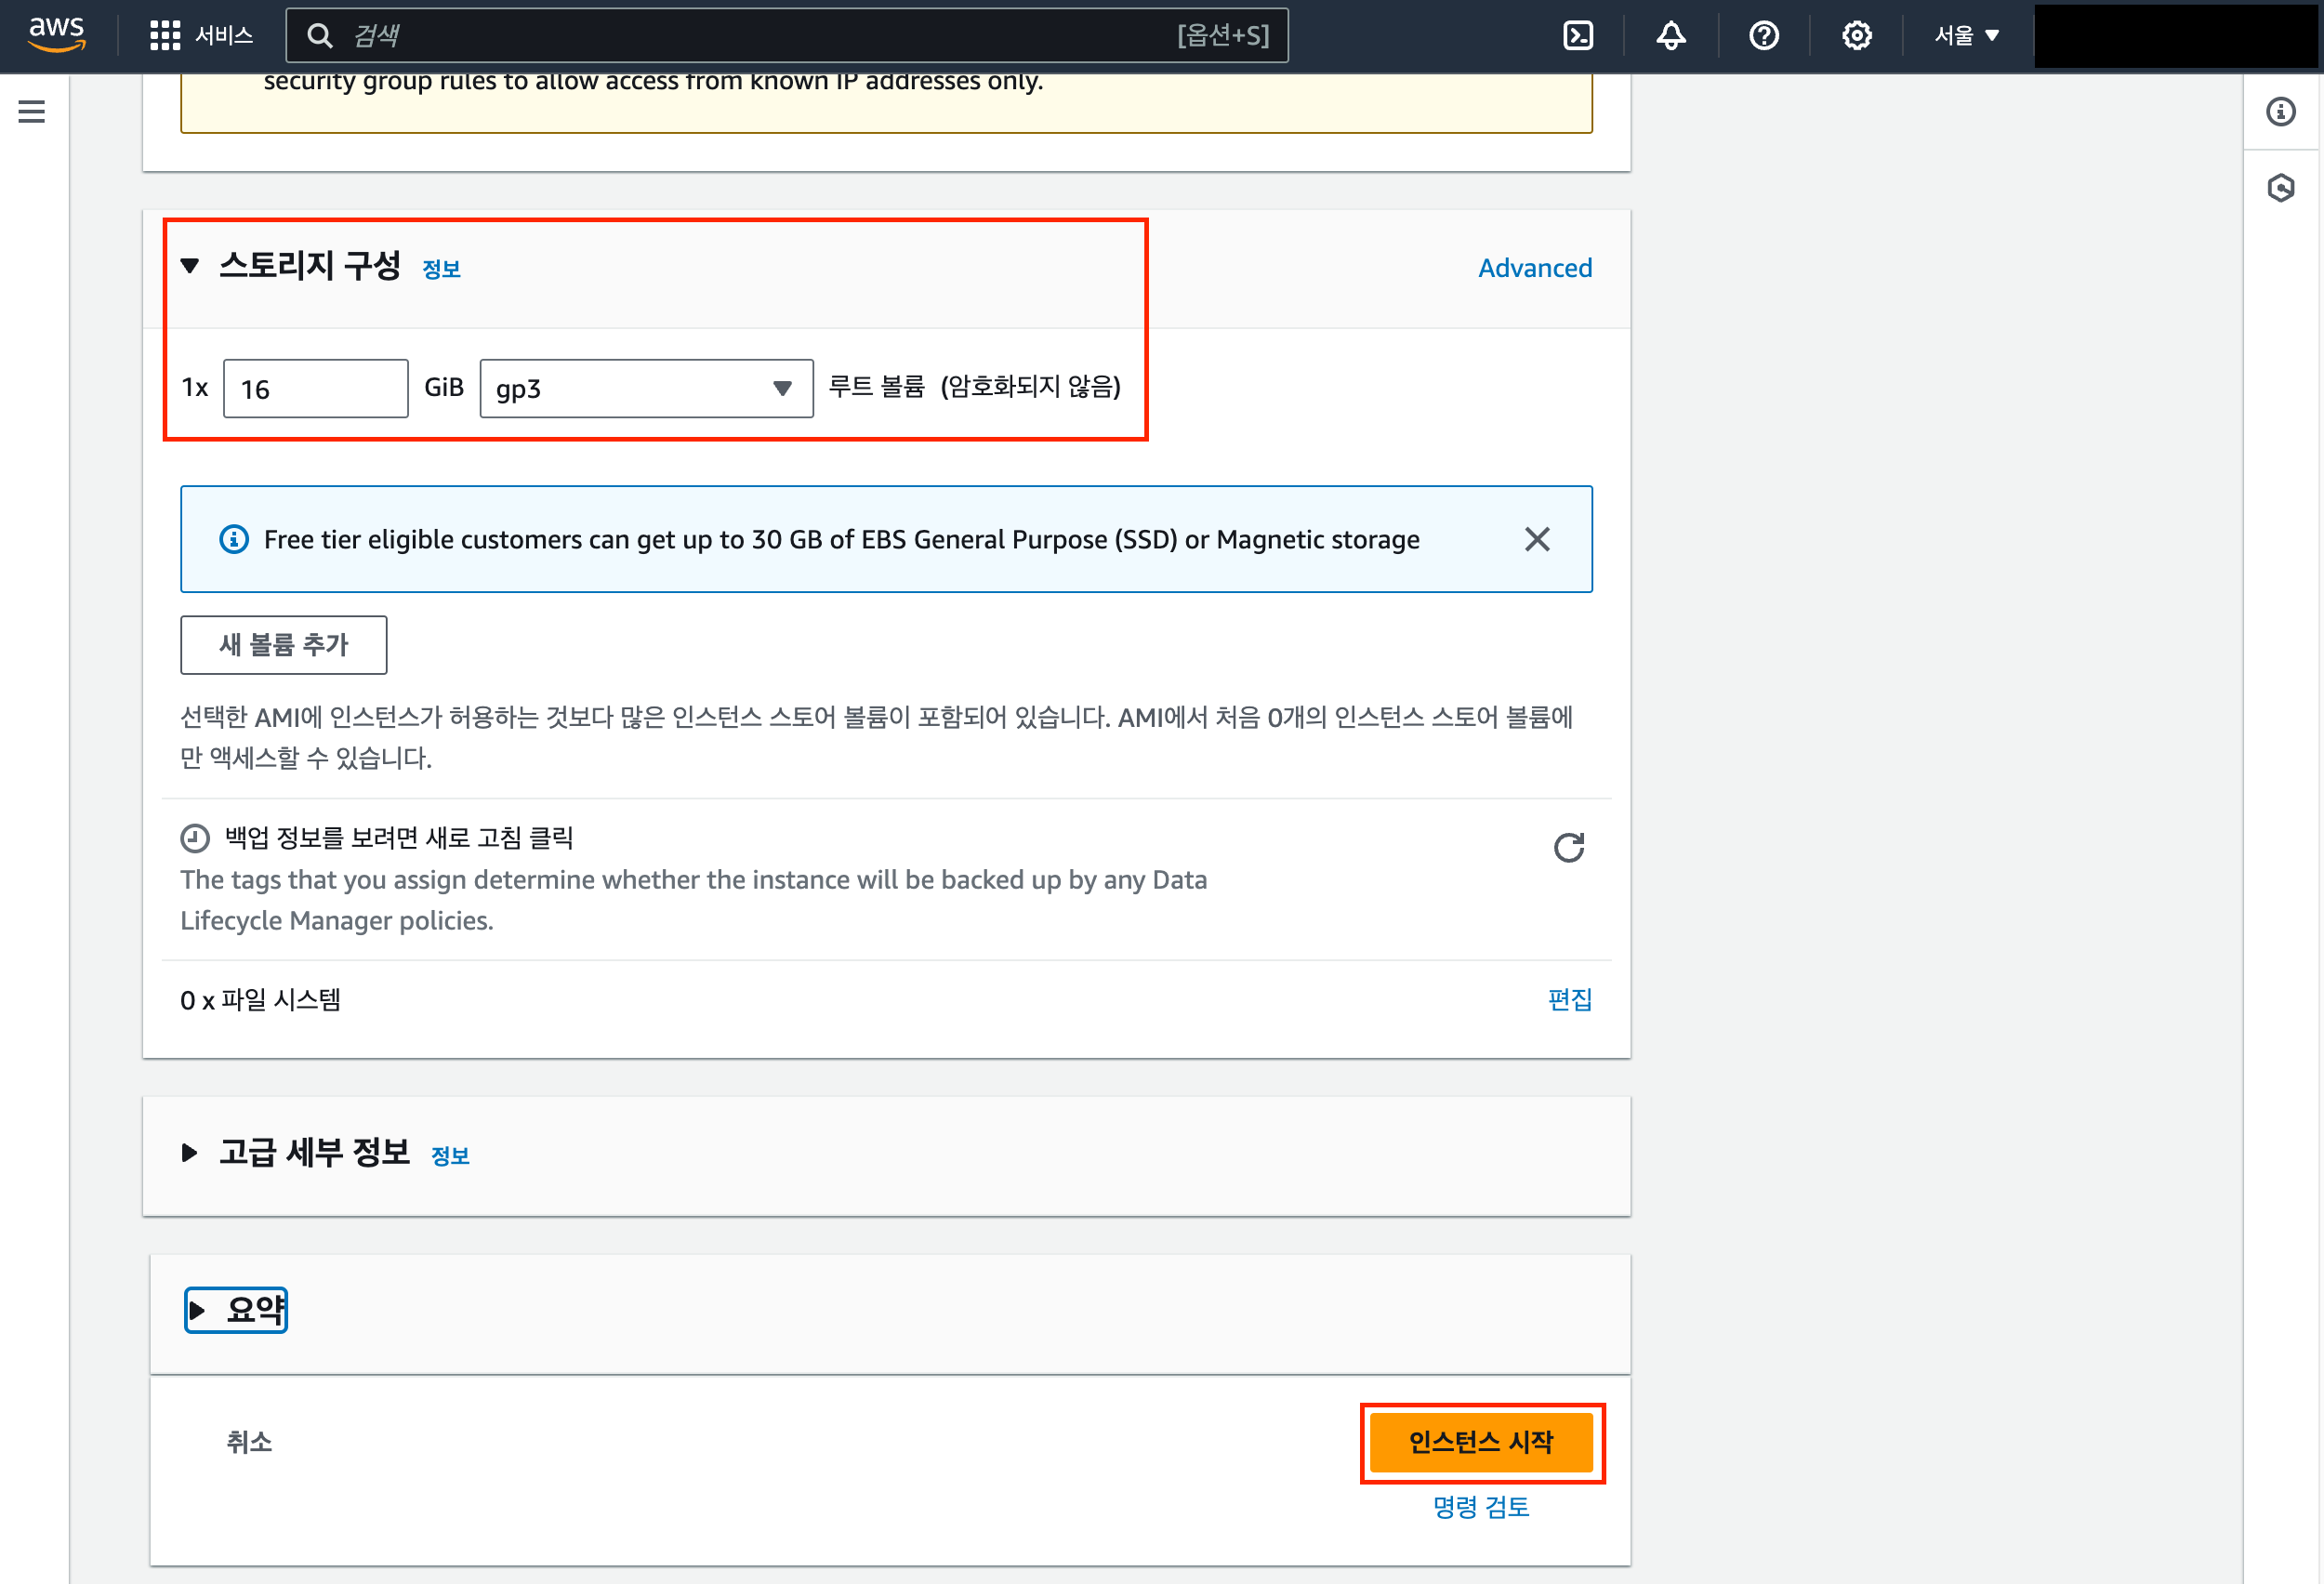 aws
서비스
검색
[옵션+S]
서울
security group rules to allow access from known IP addresses only.
스토리지 구성 정보
Advanced
1x 16 GiB gp3 루트 볼륨 (암호화되지 않음)
Free tier eligible customers can get up to 30 GB of EBS General Purpose (SSD) or Magnetic storage
새 볼륨 추가
선택한 AMI에 인스턴스가 허용하는 것보다 많은 인스턴스 스토어 볼륨이 포함되어 있습니다. AMI에서 처음 0개의 인스턴스 스토어 볼륨에
만 액세스할 수 있습니다.
백업 정보를 보려면 새로 고침 클릭
The tags that you assign determine whether the instance will be backed up by any Data
Lifecycle Manager policies.
0 x 파일 시스템
편집
고급 세부 정보 정보
요약
취소
인스턴스 시작
명령 검토